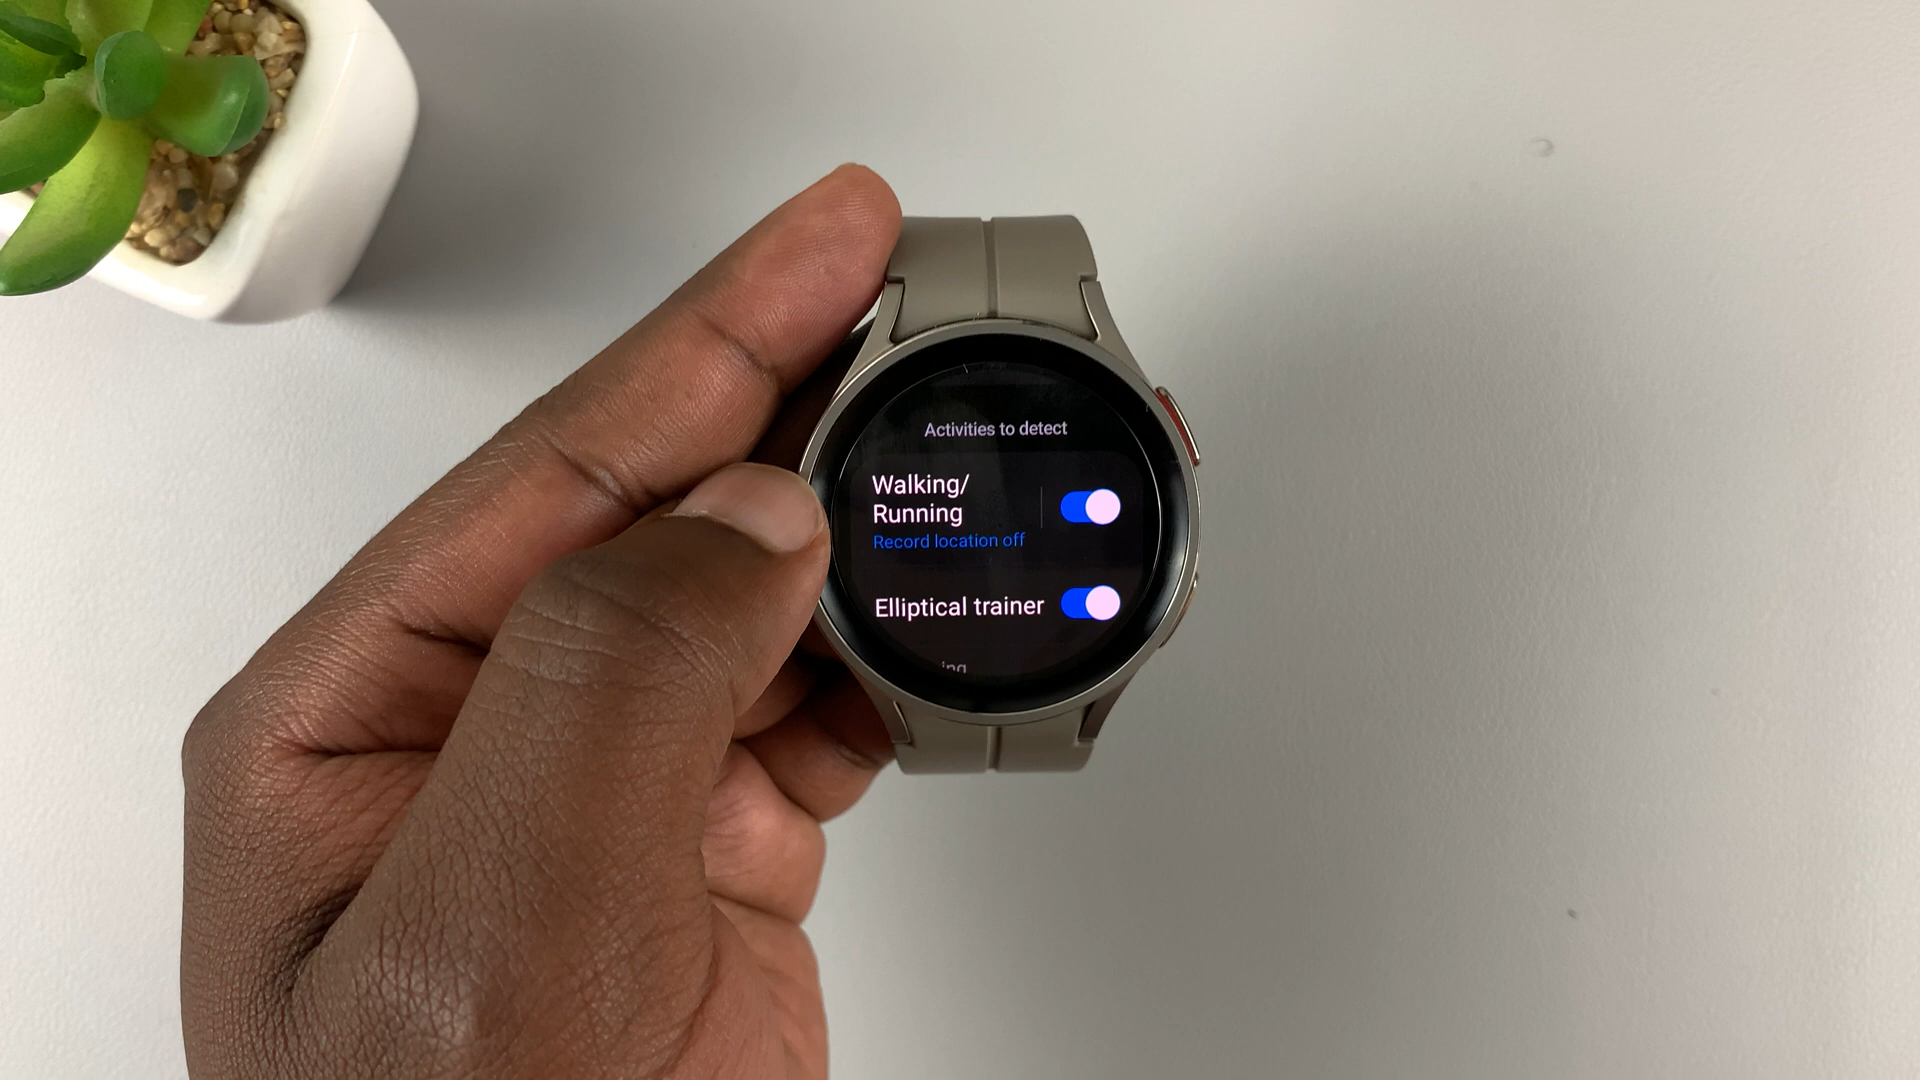 Activities to detect
Walking/
Running
Record location off
Elliptical trainer